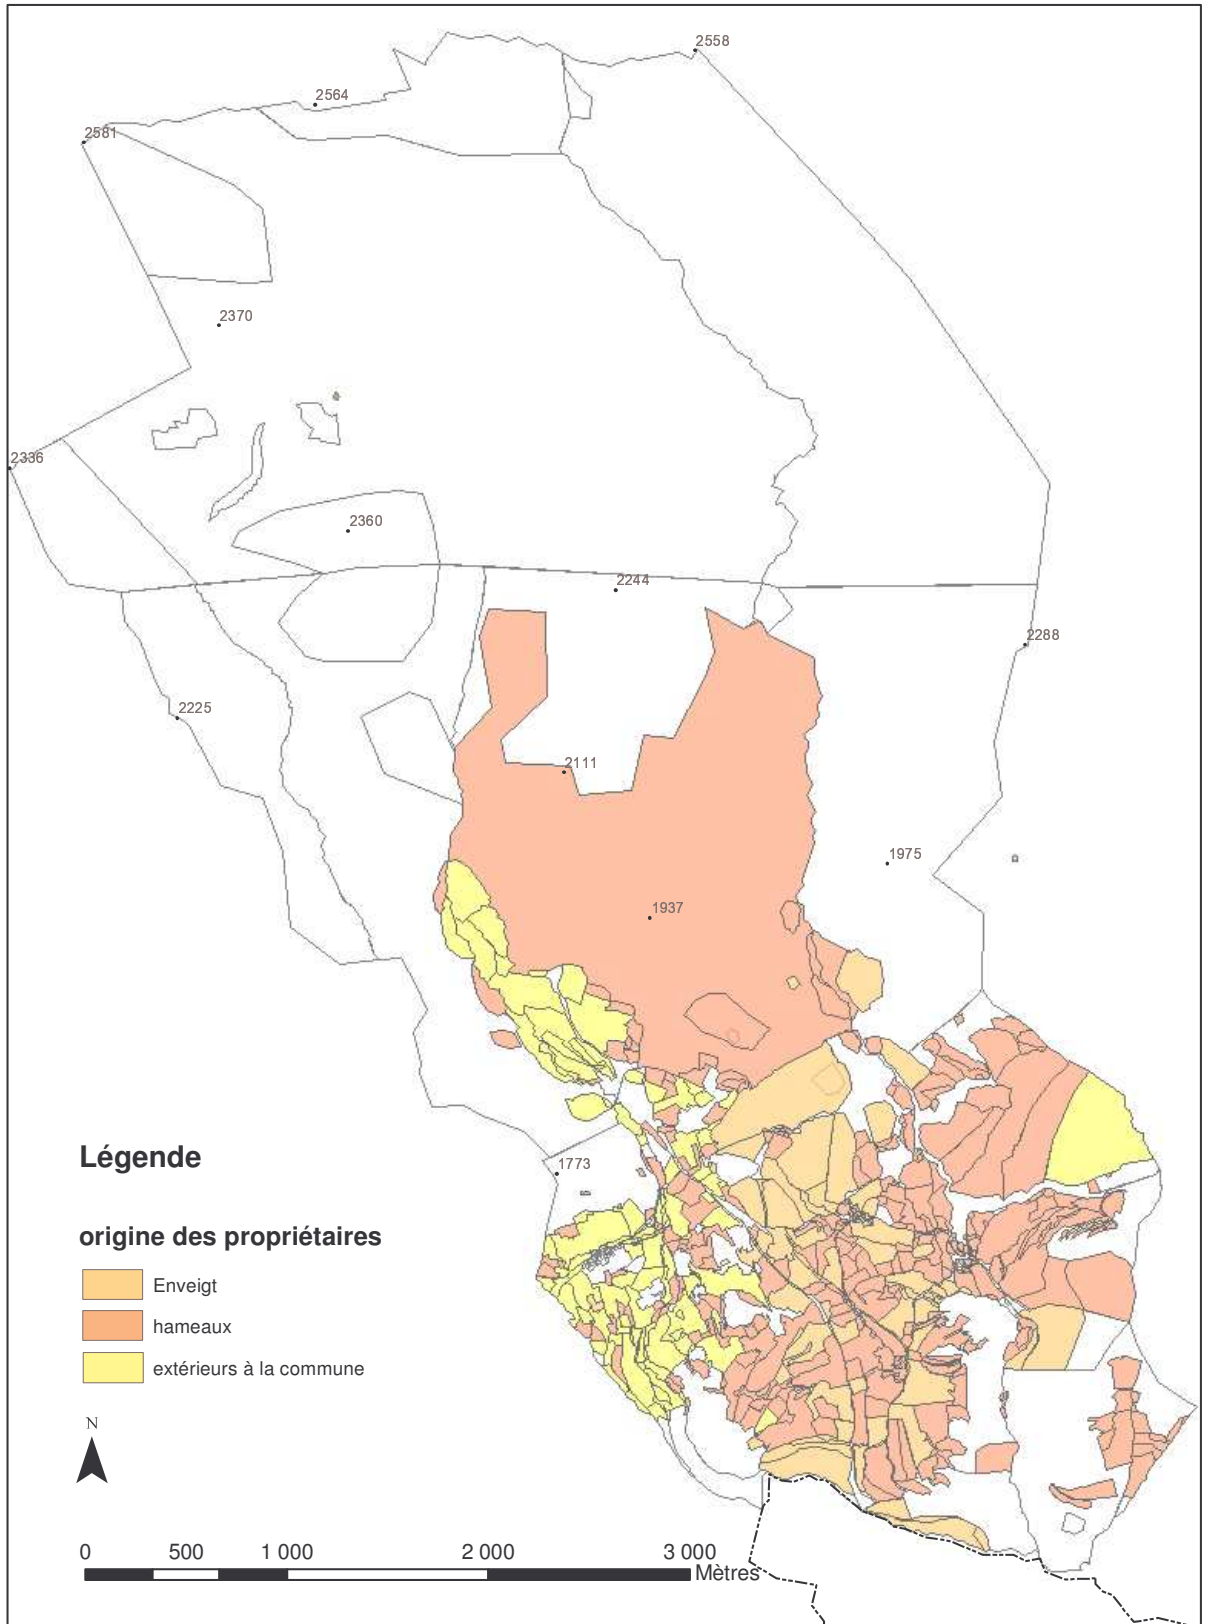 2558
2564
2581
2370
2336
2360
2244
2288
2225
2111
1975
1937
Légende
1773
origine des propriétaires
Enveigt
hameaux
extérieurs à la commune
N
0 500 1 000 2 000 3 000
Mètres